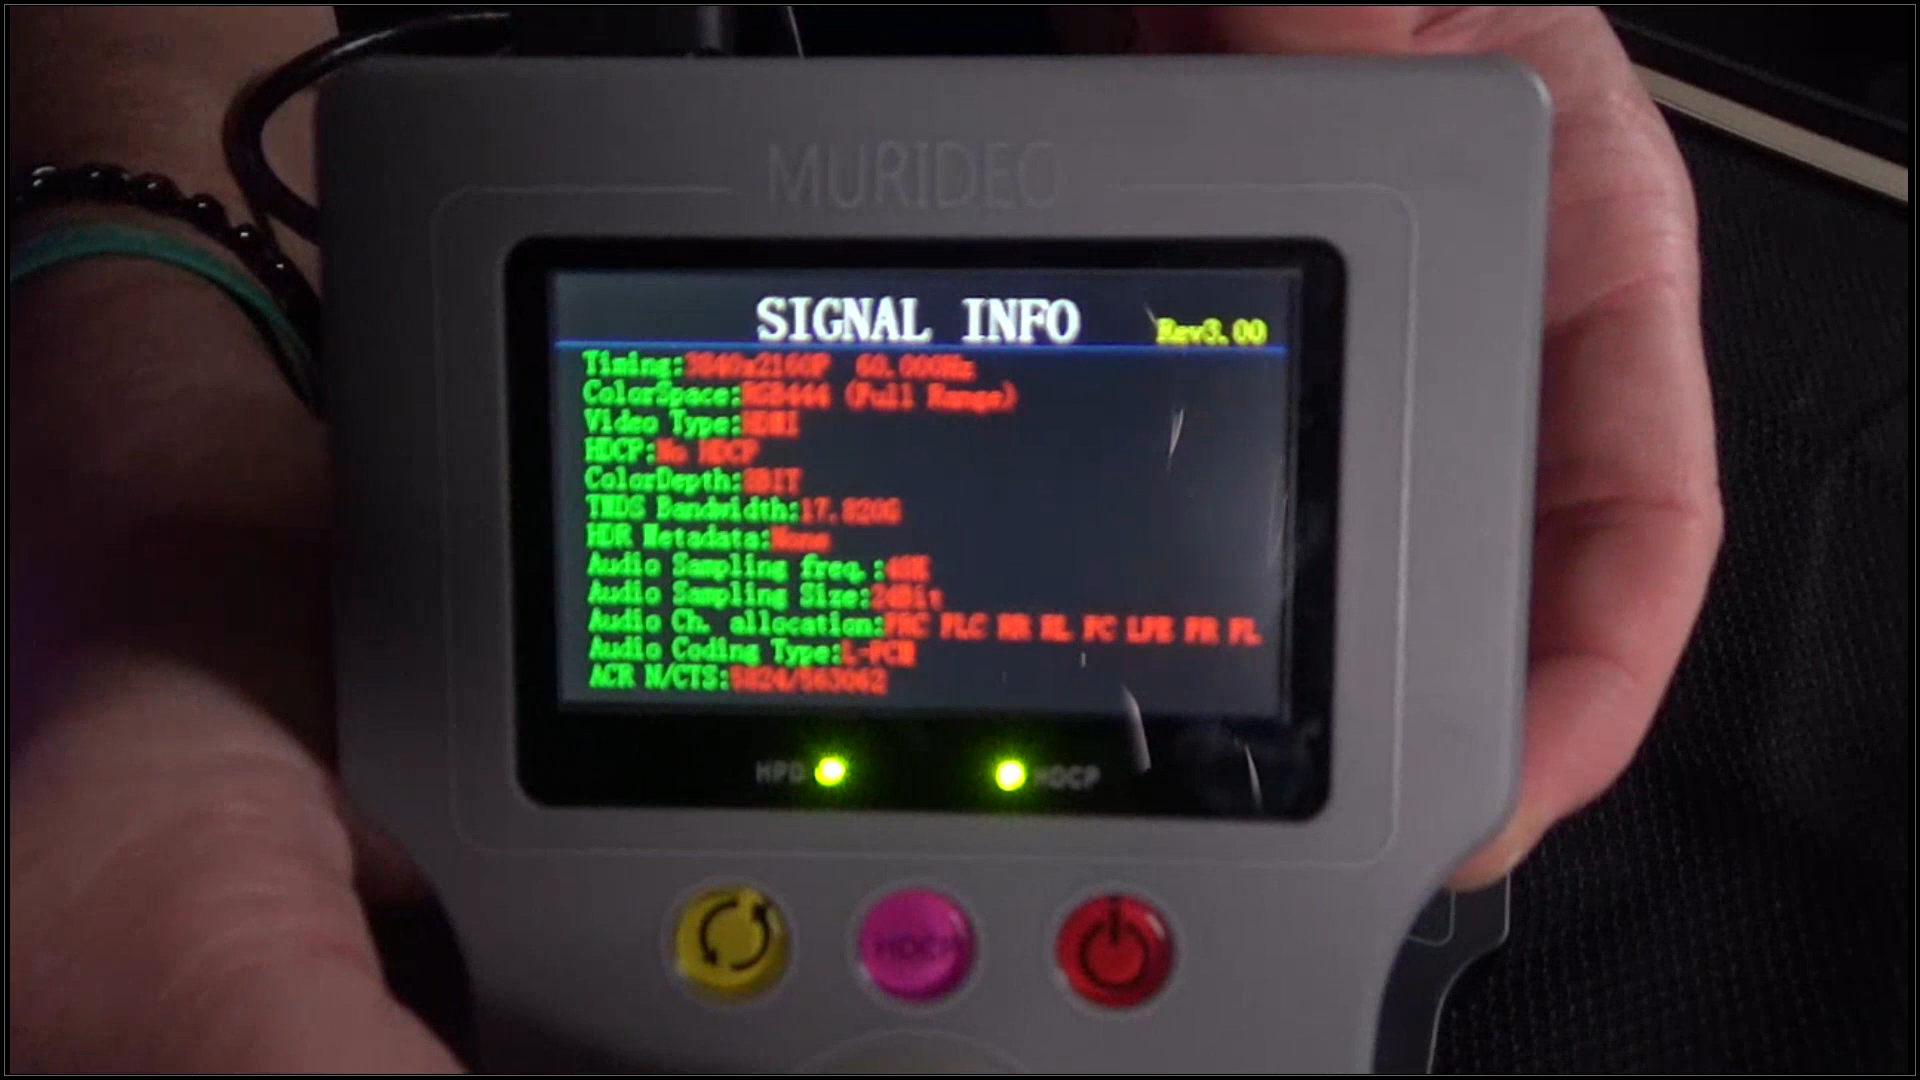 MURIDEO
SIGNAL INFO
Rev3.00
Timing:3840x2160P 60.000Hz
ColorSpace:RGB444 (Full Range)
Video Type:HDMI
HDCP:No HDCP
ColorDepth:8BIT
TMDS Bandwidth:17.820G
HDR Metadata:None
Audio Sampling freq.:48K
Audio Sampling Size:24Bit
Audio Ch. allocation:FRC FLC RR RL FC LFE FR FL
Audio Coding Type:L-PCM
ACR N/CTS:5824/563062
HPD
HDCP
HDCP